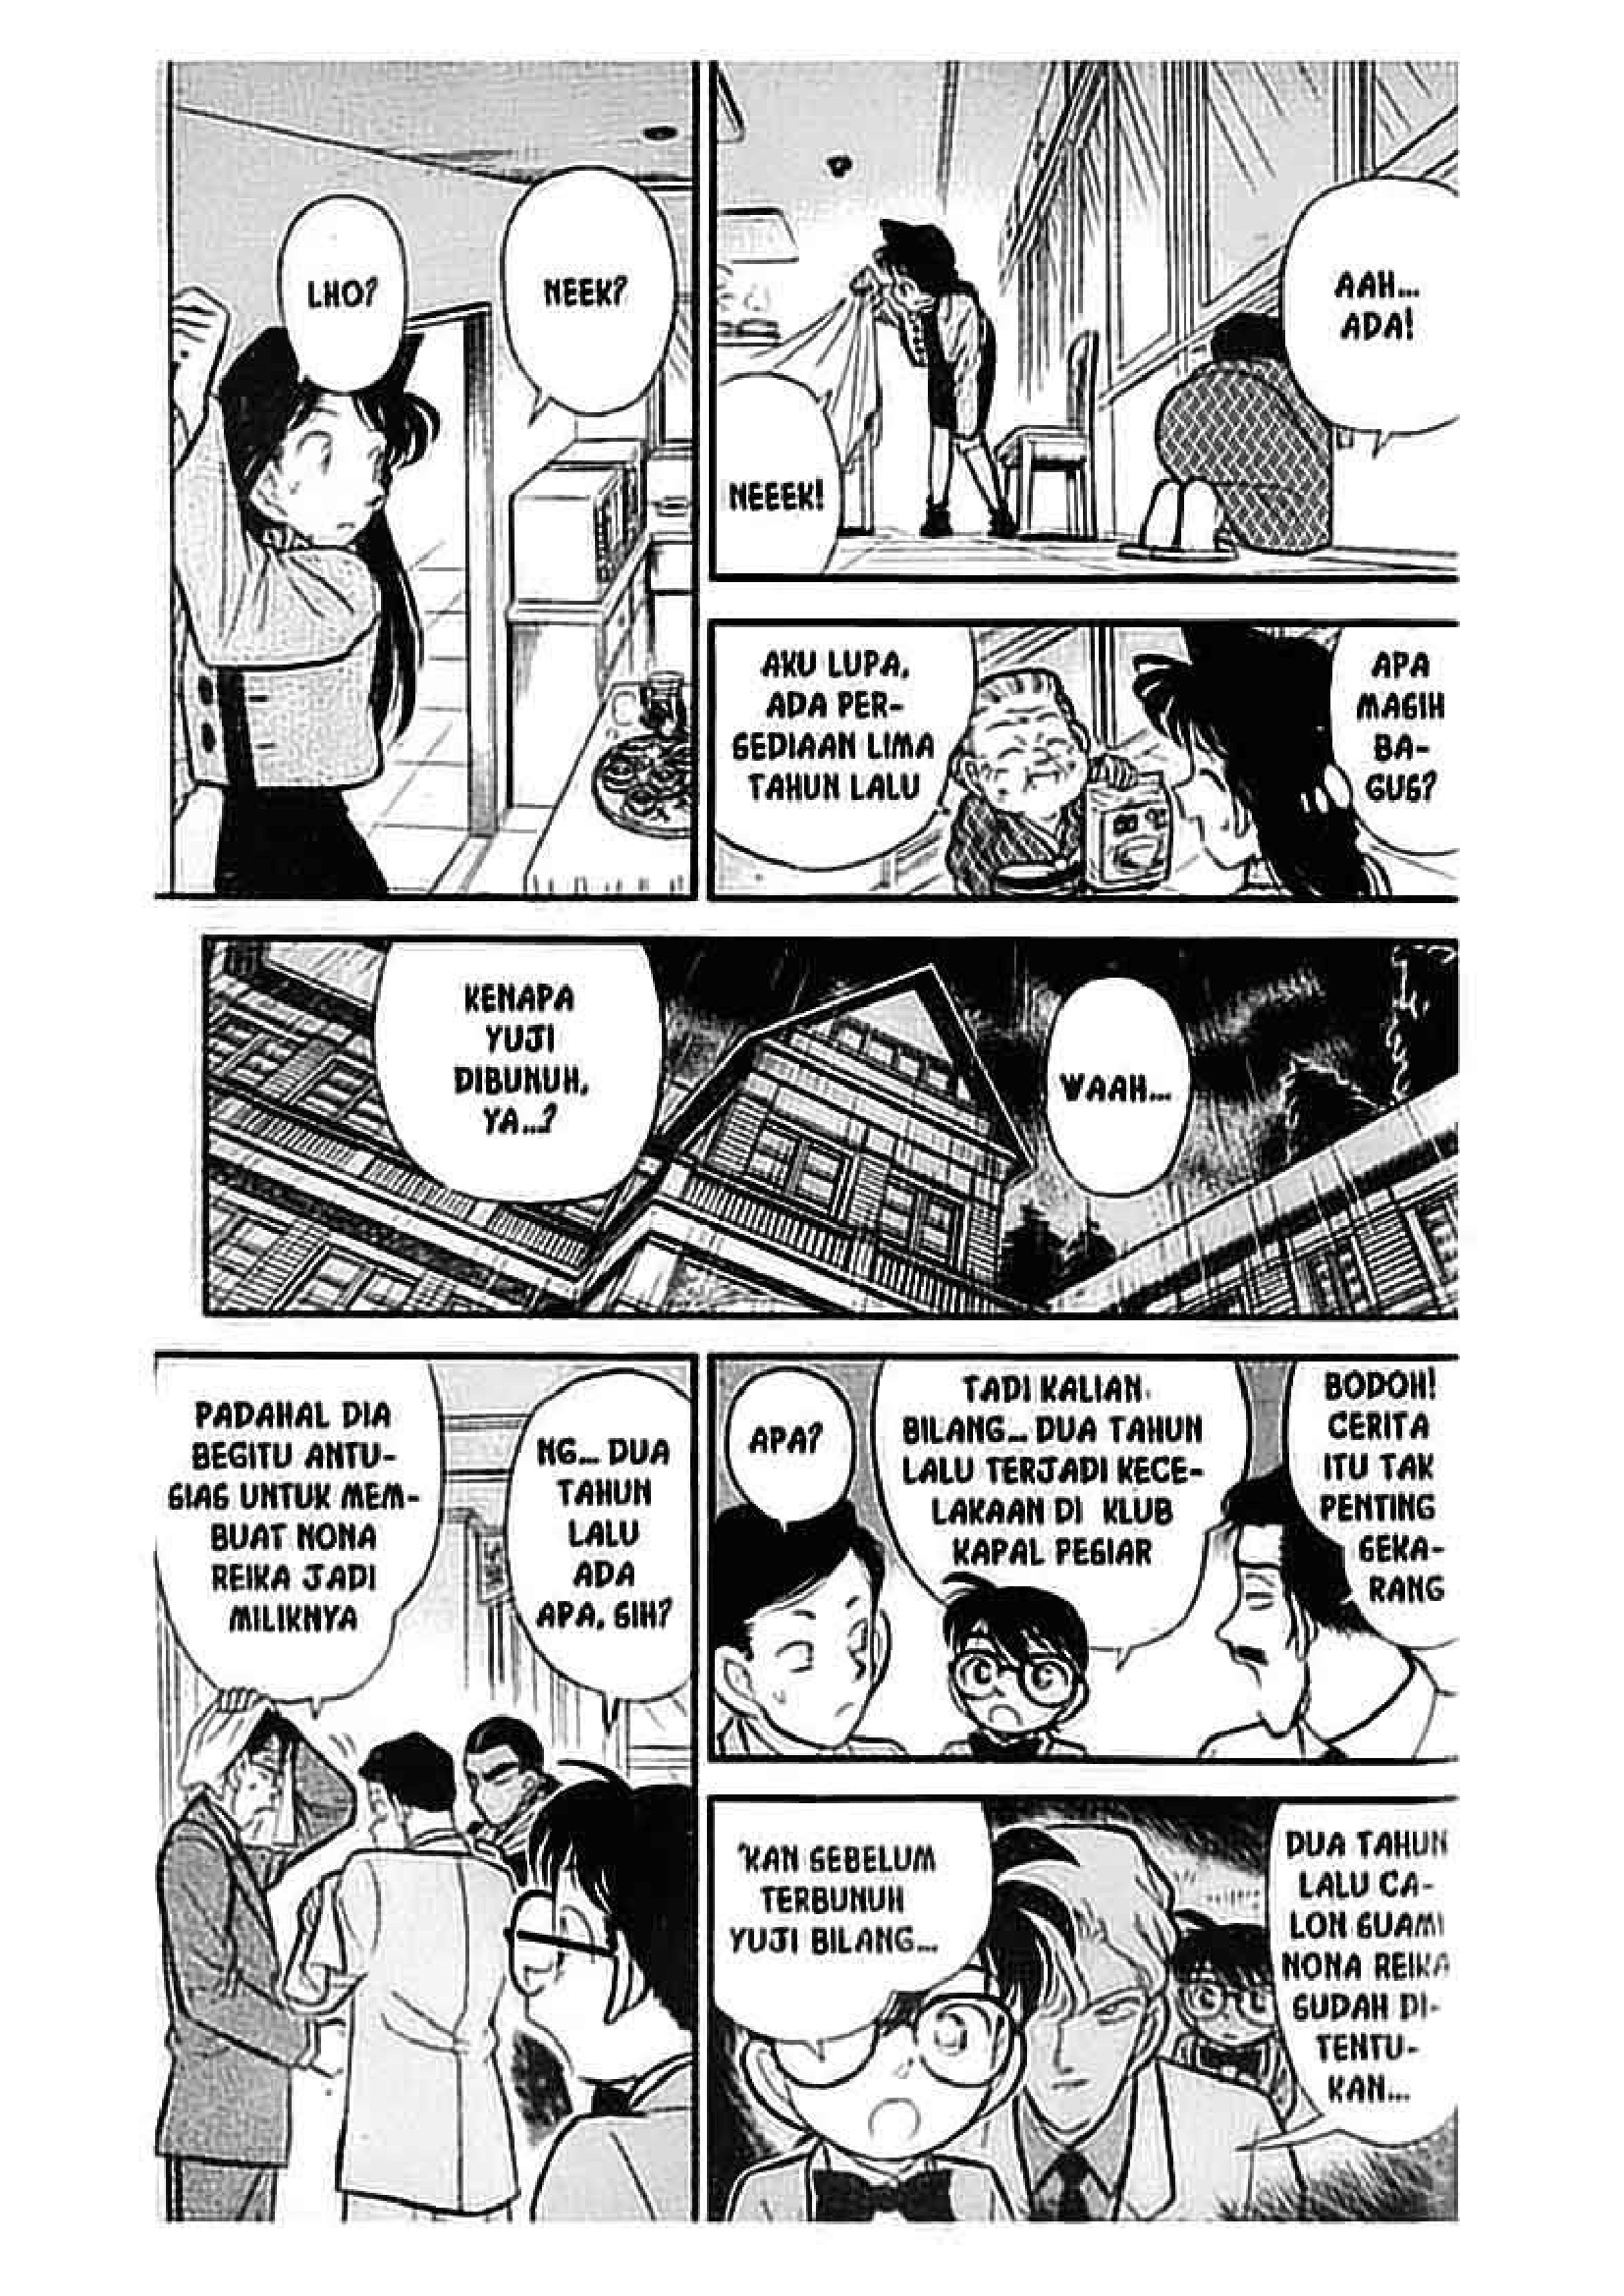 AAH...
ADA!
NEEEK!
APA
MASIH
BA-
GUS?
AKU LUPA,
ADA PER-
SEDIAAN LIMA
TAHUN LALU
NEEK?
LHO?
WAAH...
KENAPA
YUJI
DIBUNUH,
YA...?
BODOH!
CERITA
ITU TAK
PENTING
SEKA-
RANG
TADI KALIAN
BILANG... DUA TAHUN
LALU TERJADI KECE-
LAKAAN DI KLUB
KAPAL PESIAR
APA?
DUA TAHUN
LALU CA-
LON SUAMI
NONA REIKA
SUDAH DI-
TENTU-
KAN...
'KAN SEBELUM
TERBUNUH
YUJI BILANG...
NG... DUA
TAHUN
LALU
ADA
APA, SIH?
PADAHAL DIA
BEGITU ANTU-
SIAS UNTUK MEM-
BUAT NONA
REIKA JADI
MILIKNYA